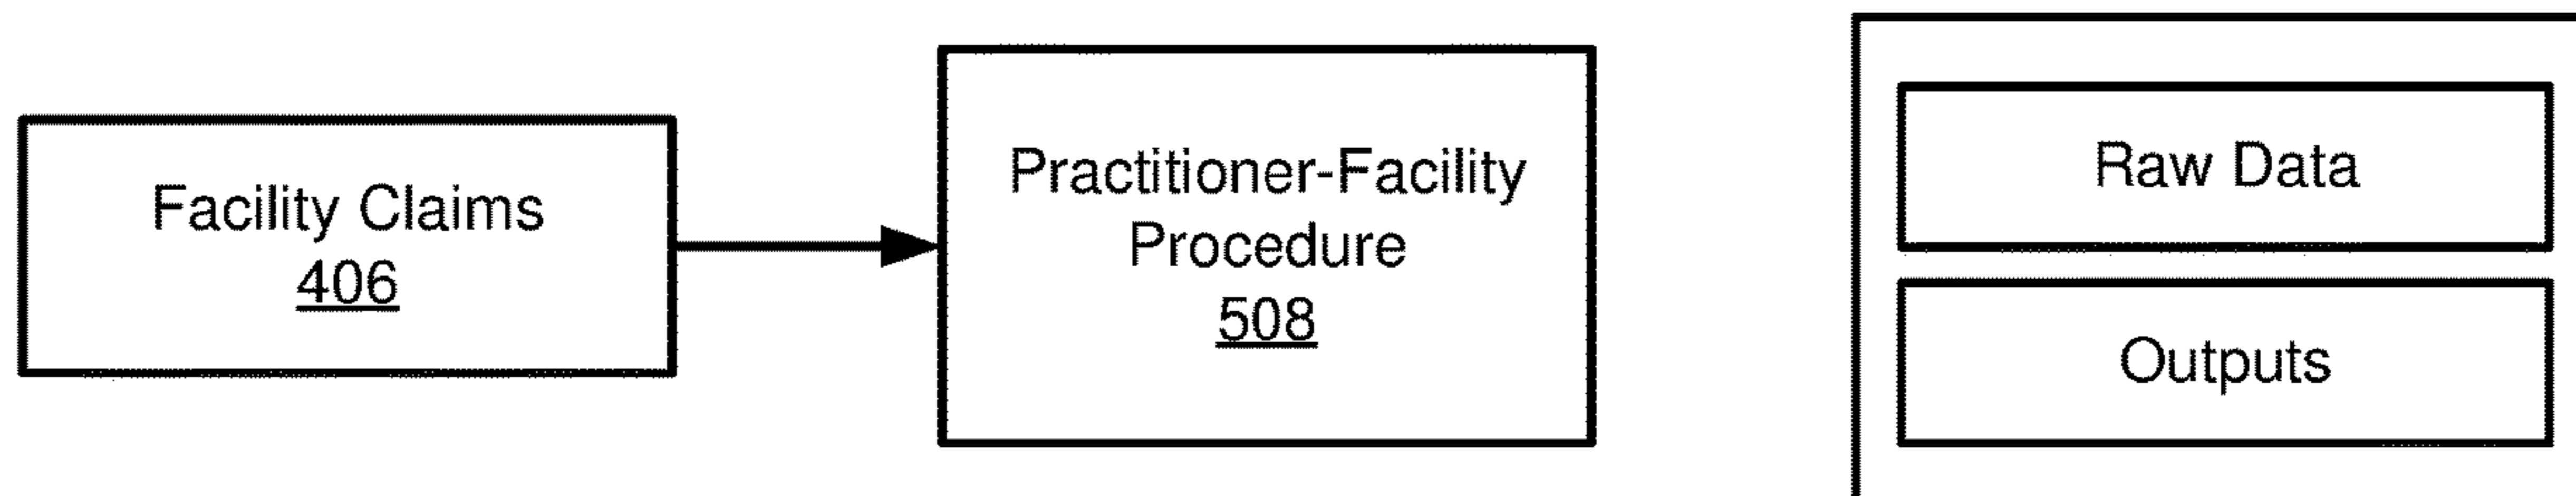 Facility Claims
406
Practitioner-Facility
Procedure
508
Raw Data
Outputs